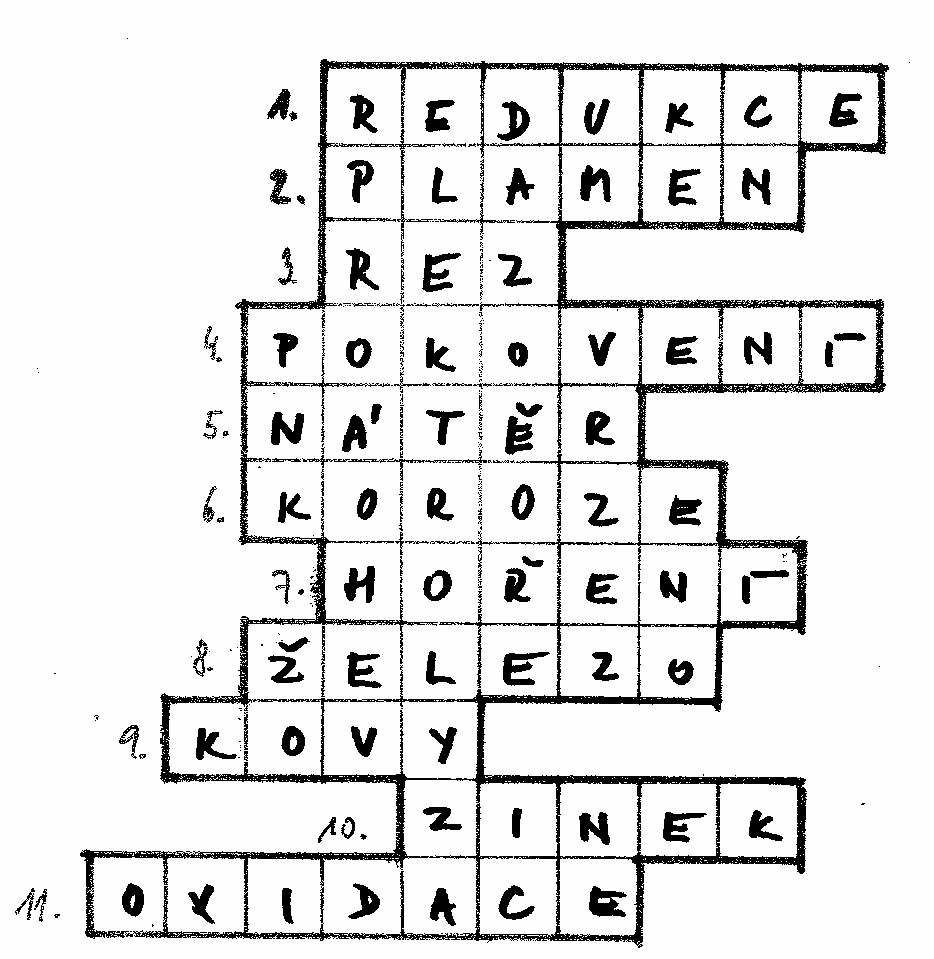 1. REDUKCE
2. PLAMEN
3. REZ
4. POKOVENÍ
5. NÁTĚR
6. KOROZE
7. HOŘENÍ
8. ŽELEZO
9. KOVY
10. ZINEK
11. OXIDACE